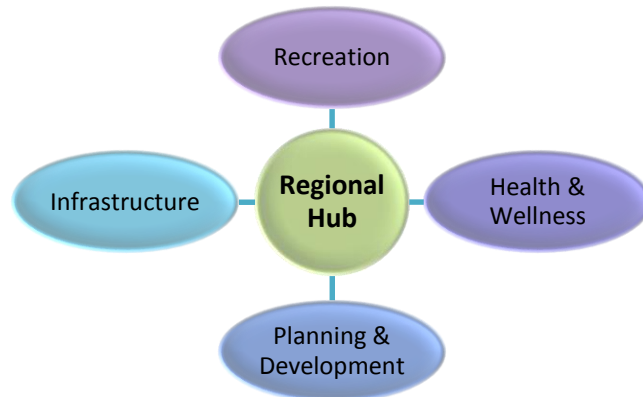 Recreation
Infrastructure
Regional
Hub
Health &
Wellness
Planning &
Development